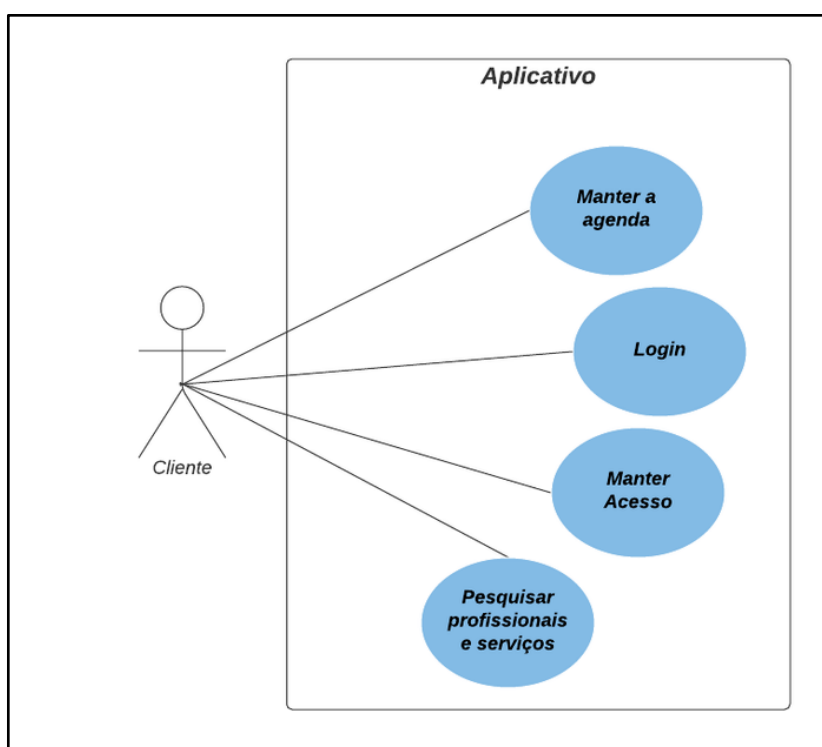 Aplicativo
Manter a
agenda
Login
Manter
Acesso
Cliente
Pesquisar
profissionais
e serviços